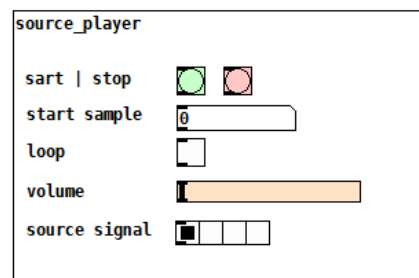 source_player
sart | stop
start sample
0
loop
volume
source signal